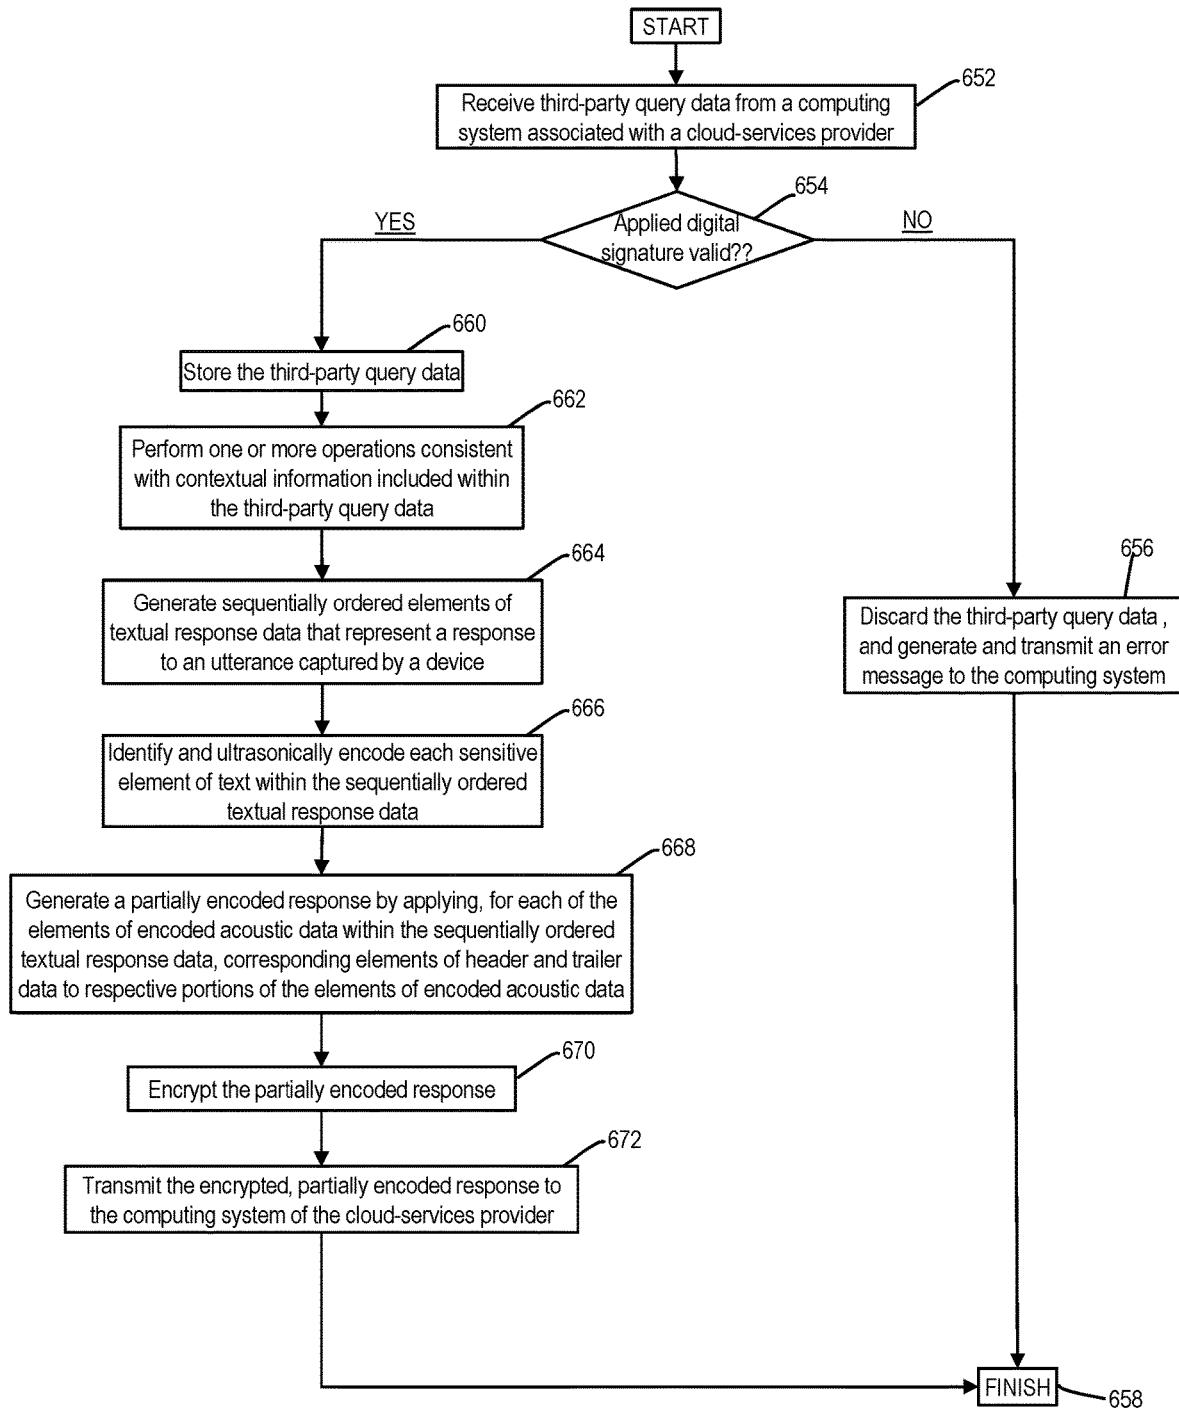 START
652
Receive third-party query data from a computing
system associated with a cloud-services provider
654
Applied digital
signature valid??
YES
NO
660
Store the third-party query data
662
Perform one or more operations consistent
with contextual information included within
the third-party query data
664
Generate sequentially ordered elements of
textual response data that represent a response
to an utterance captured by a device
656
Discard the third-party query data ,
and generate and transmit an error
message to the computing system
666
Identify and ultrasonically encode each sensitive
element of text within the sequentially ordered
textual response data
668
Generate a partially encoded response by applying, for each of the
elements of encoded acoustic data within the sequentially ordered
textual response data, corresponding elements of header and trailer
data to respective portions of the elements of encoded acoustic data
670
Encrypt the partially encoded response
672
Transmit the encrypted, partially encoded response to
the computing system of the cloud-services provider
FINISH
658